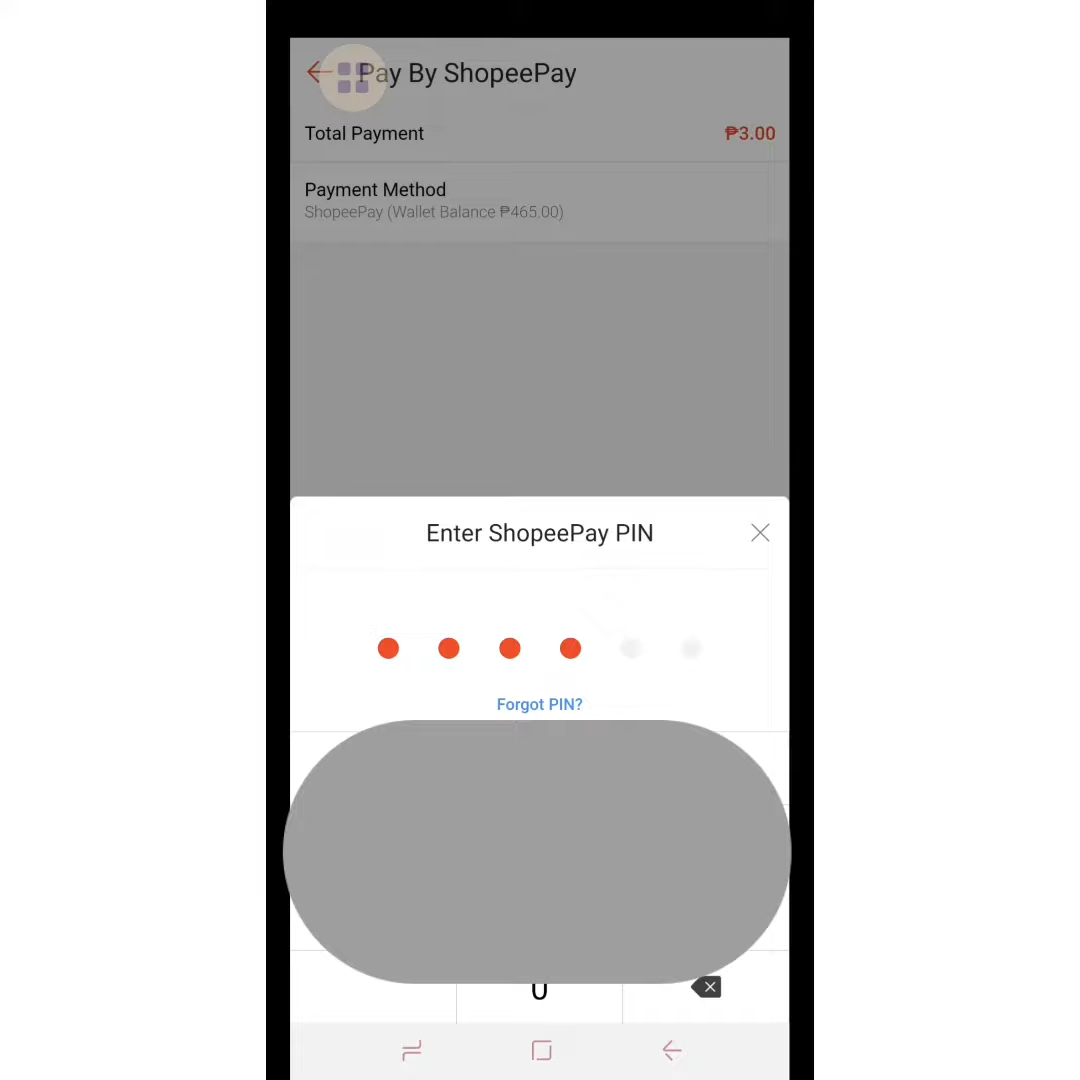 Pay By ShopeePay
Total Payment
₱3.00
Payment Method
ShopeePay (Wallet Balance ₱465.00)
Enter ShopeePay PIN
Forgot PIN?
0